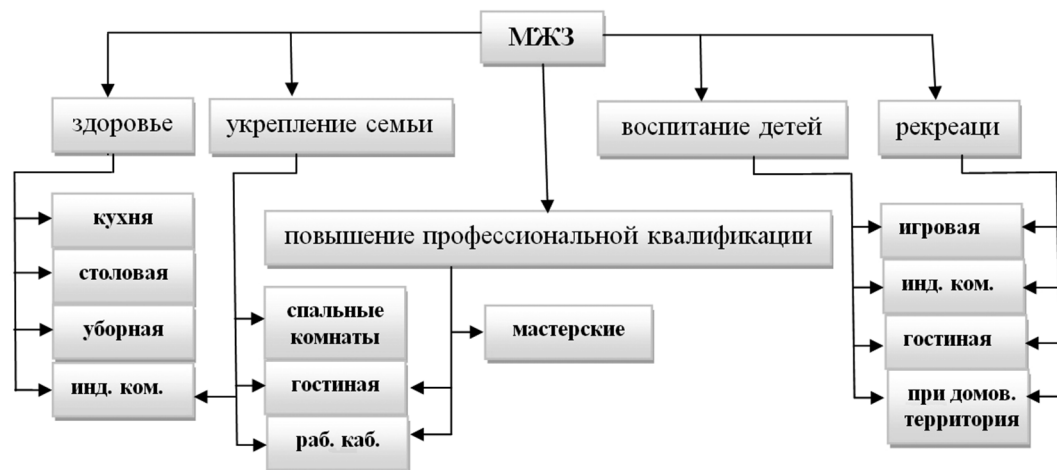 МЖЗ
здоровье
укрепление семьи
воспитание детей
рекреаци
кухня
столовая
уборная
инд. ком.
повышение профессиональной квалификации
спальные
комнаты
гостиная
раб. каб.
мастерские
игровая
инд. ком.
гостиная
при домов.
территория